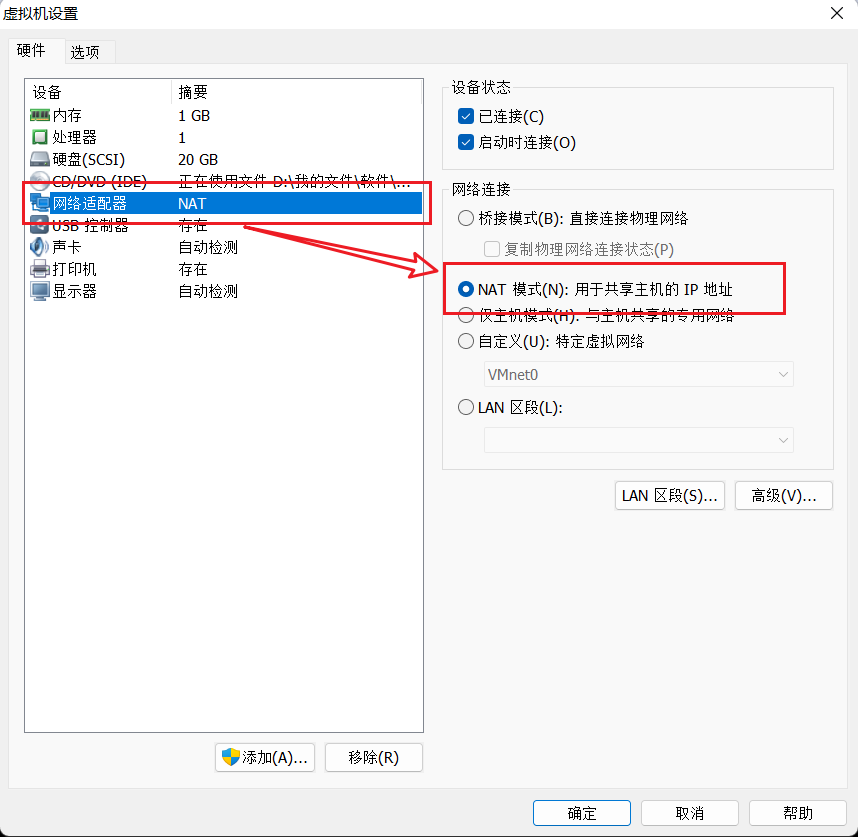 虚拟机设置
硬件 选项
设备 摘要
内存 1 GB
处理器 1
硬盘(SCSI) 20 GB
CD/DVD (IDE) 正在使用文件 D:\我的文件\软件\...
网络适配器 NAT
USB 控制器 存在
声卡 自动检测
打印机 存在
显示器 自动检测
添加(A)... 移除(R)
设备状态
已连接(C)
启动时连接(O)
网络连接
桥接模式(B): 直接连接物理网络
复制物理网络连接状态(P)
NAT 模式(N): 用于共享主机的 IP 地址
仅主机模式(H): 与主机共享的专用网络
自定义(U): 特定虚拟网络
VMnet0
LAN 区段(L):
LAN 区段(S)... 高级(V)...
确定 取消 帮助